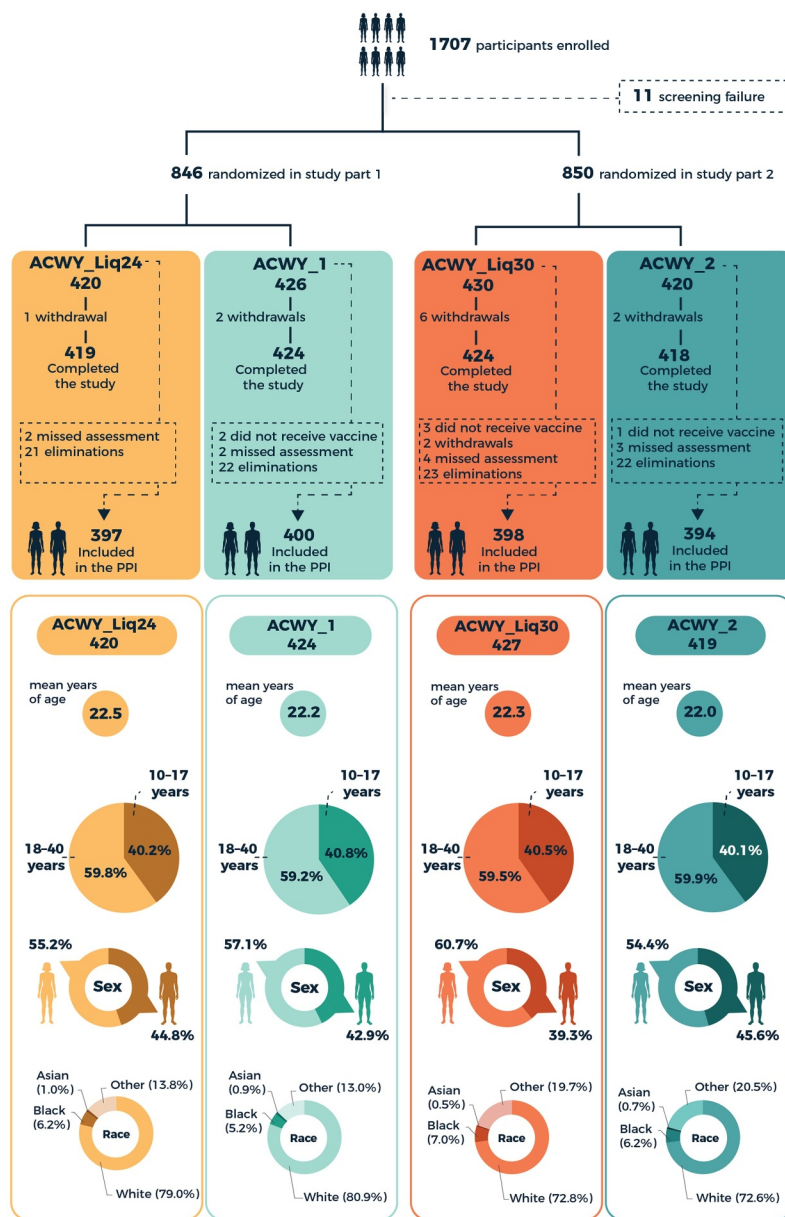 1707 participants enrolled
11 screening failure
846 randomized in study part 1
850 randomized in study part 2
ACWY_Liq24
420
1 withdrawal
419
Completed
the study
2 missed assessment
21 eliminations
397
Included
in the PPI
ACWY_1
426
2 withdrawals
424
Completed
the study
2 did not receive vaccine
2 missed assessment
22 eliminations
400
Included
in the PPI
ACWY_Liq30
430
6 withdrawals
424
Completed
the study
3 did not receive vaccine
2 withdrawals
4 missed assessment
23 eliminations
398
Included
in the PPI
ACWY_2
420
2 withdrawals
418
Completed
the study
1 did not receive vaccine
3 missed assessment
22 eliminations
394
Included
in the PPI
ACWY_Liq24
420
mean years
of age
22.5
10–17
years
18–40
years
40.2%
59.8%
55.2%
Sex
44.8%
Asian
(1.0%)
Other (13.8%)
Black
(6.2%)
Race
White (79.0%)
ACWY_1
424
mean years
of age
22.2
40.8%
59.2%
57.1%
Sex
42.9%
Asian
(0.9%)
Other (13.0%)
Black
(5.2%)
Race
White (80.9%)
ACWY_Liq30
427
mean years
of age
22.3
10–17
years
18–40
years
40.5%
59.5%
60.7%
Sex
39.3%
Asian
(0.5%)
Other (19.7%)
Black
(7.0%)
Race
White (72.8%)
ACWY_2
419
mean years
of age
22.0
40.1%
59.9%
54.4%
Sex
45.6%
Asian
(0.7%)
Other (20.5%)
Black
(6.2%)
Race
White (72.6%)